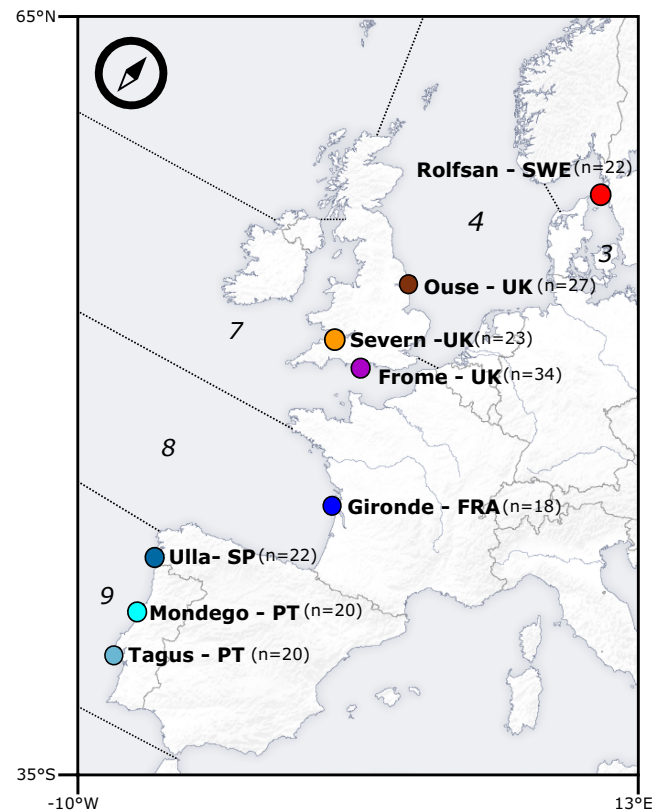 65°N
Rolfsan - SWE (n=22)
4
3
Ouse - UK (n=27)
7
Severn -UK (n=23)
Frome - UK (n=34)
8
Gironde - FRA (n=18)
Ulla- SP (n=22)
9
Mondego - PT (n=20)
Tagus - PT (n=20)
35°S
-10°W
13°E